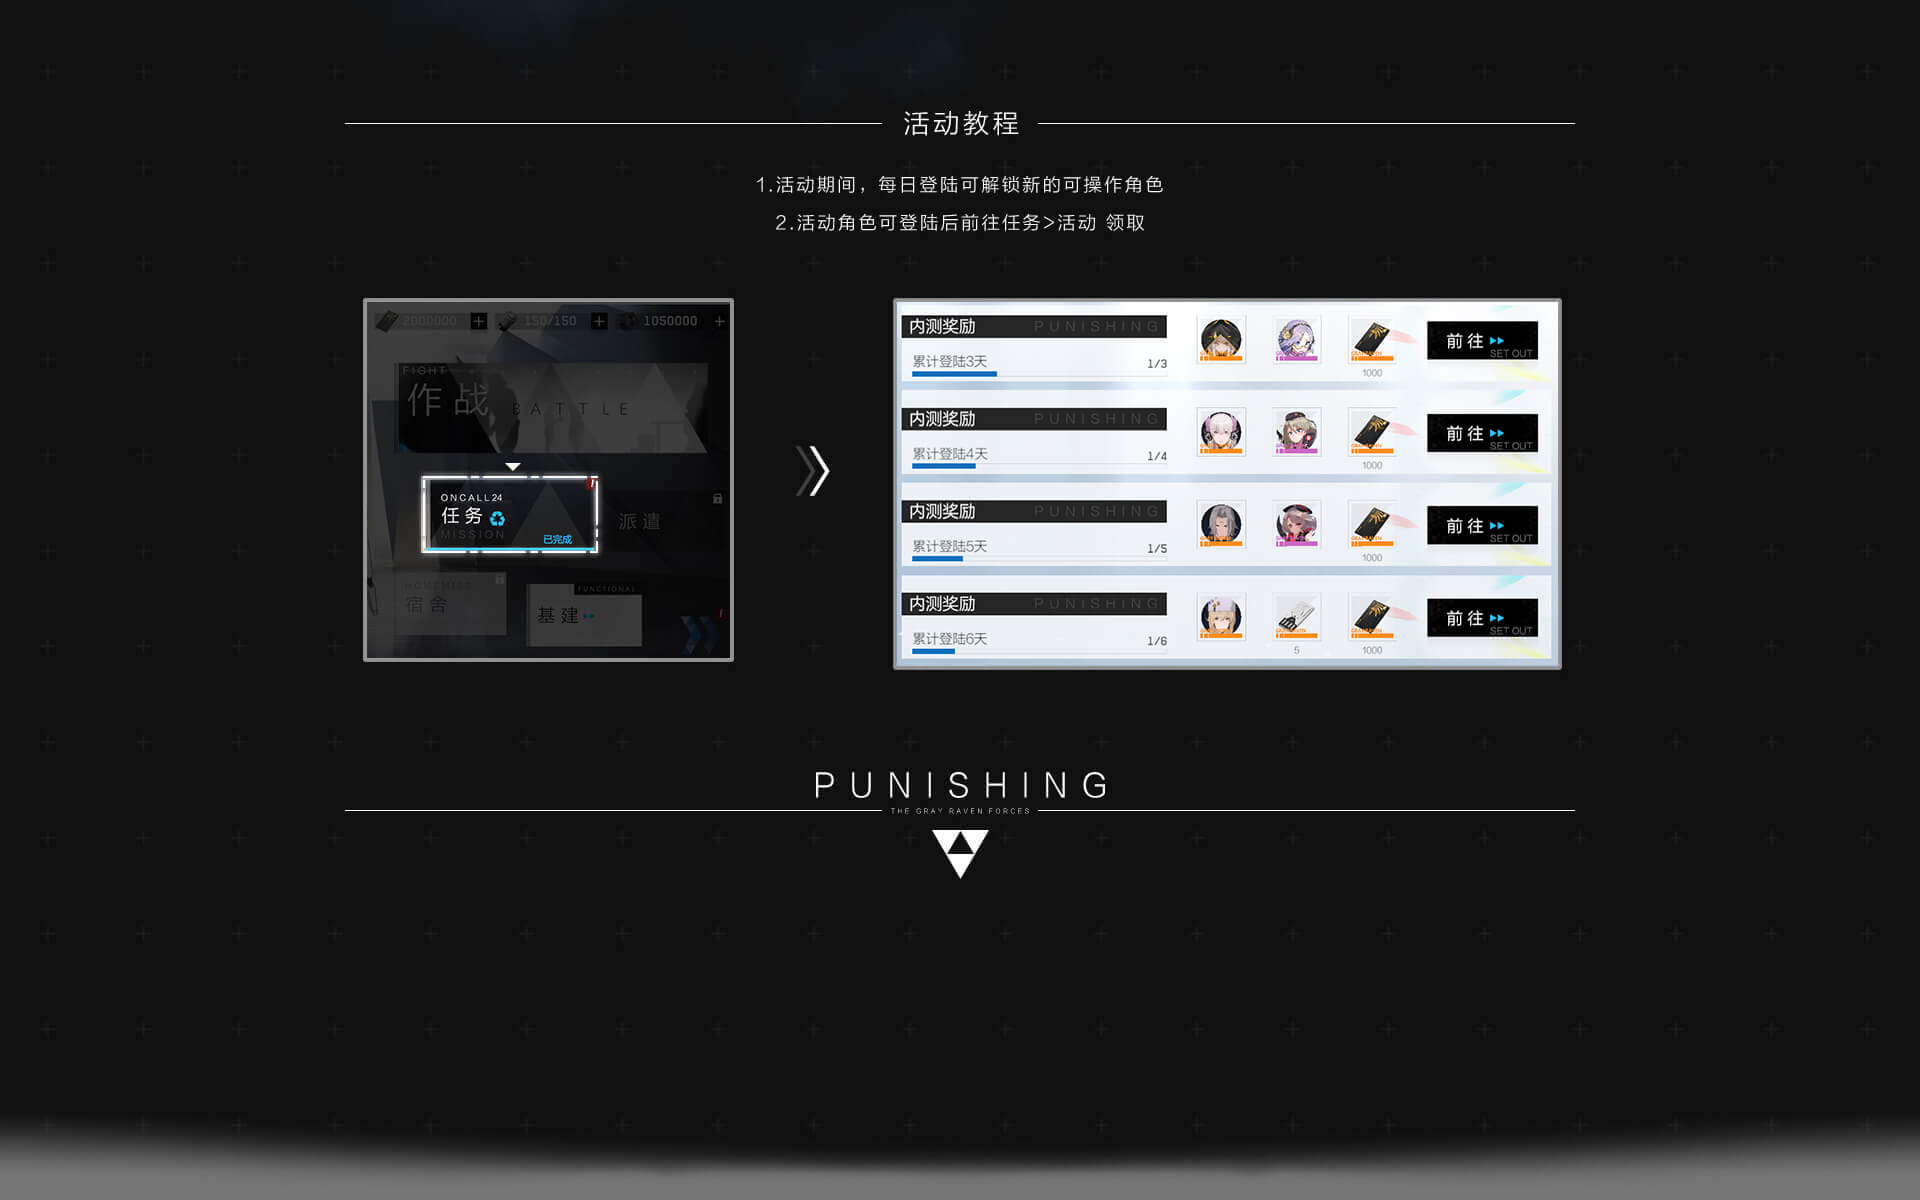 活动教程
1.活动期间，每日登陆可解锁新的可操作角色
2.活动角色可登陆后前往任务>活动 领取
2000000
150/150
1050000
FIGHT
作战
BATTLE
ONCALL24
任务
MISSION
已完成
派遣
宿舍
FUNCTIONAL
基建
内测奖励 PUNISHING
累计登陆3天 1/3
1000
前往
SET OUT
内测奖励 PUNISHING
累计登陆4天 1/4
1000
前往
SET OUT
内测奖励 PUNISHING
累计登陆5天 1/5
1000
前往
SET OUT
内测奖励 PUNISHING
累计登陆6天 1/6
5
1000
前往
SET OUT
PUNISHING
THE GRAY RAVEN FORCES